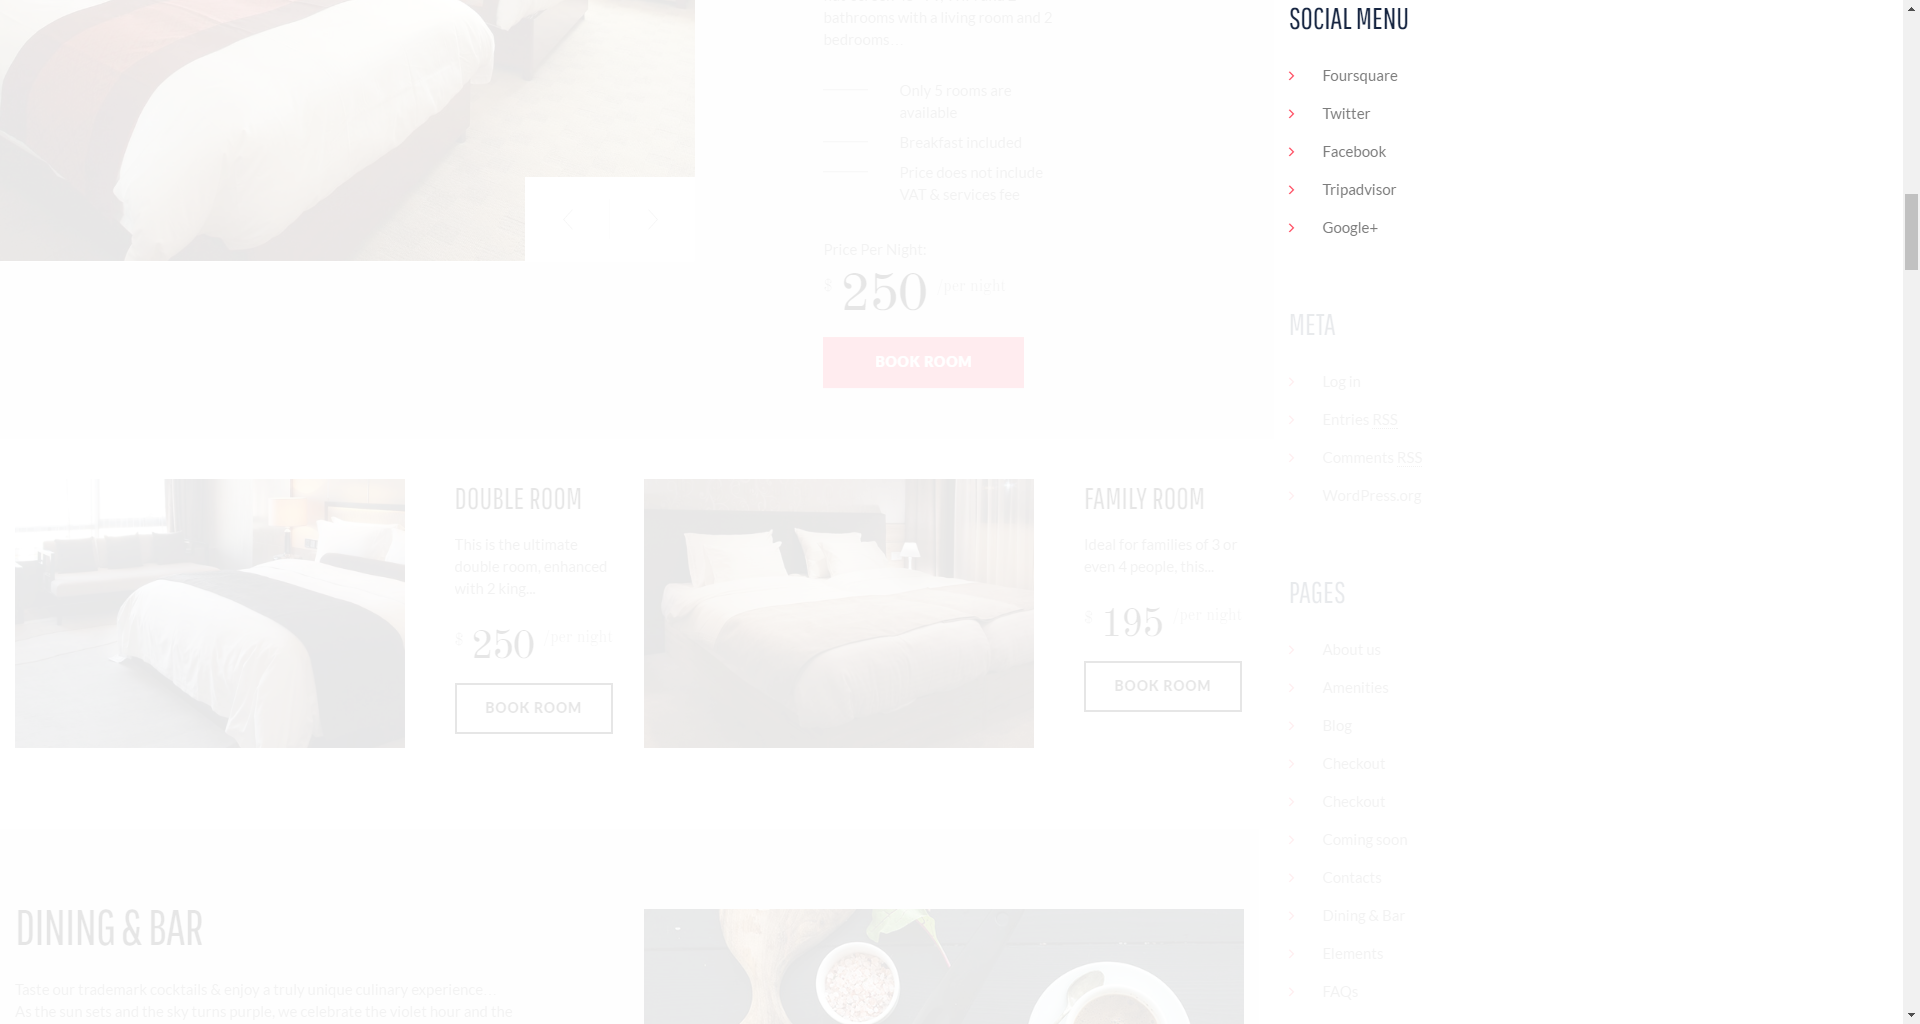 bathrooms with a living room and 2
bedrooms...
Only 5 rooms are
available
Breakfast included
Price does not include
VAT & services fee
Price Per Night:
$ 250 /per night
BOOK ROOM
DOUBLE ROOM
This is the ultimate
double room, enhanced
with 2 king...
$ 250 /per night
BOOK ROOM
FAMILY ROOM
Ideal for families of 3 or
even 4 people, this...
$ 195 /per night
BOOK ROOM
DINING & BAR
Taste our trademark cocktails & enjoy a truly unique culinary experience...
As the sun sets and the sky turns purple, we celebrate the violet hour and the
SOCIAL MENU
Foursquare
Twitter
Facebook
Tripadvisor
Google+
META
Log in
Entries RSS
Comments RSS
WordPress.org
PAGES
About us
Amenities
Blog
Checkout
Checkout
Coming soon
Contacts
Dining & Bar
Elements
FAQs